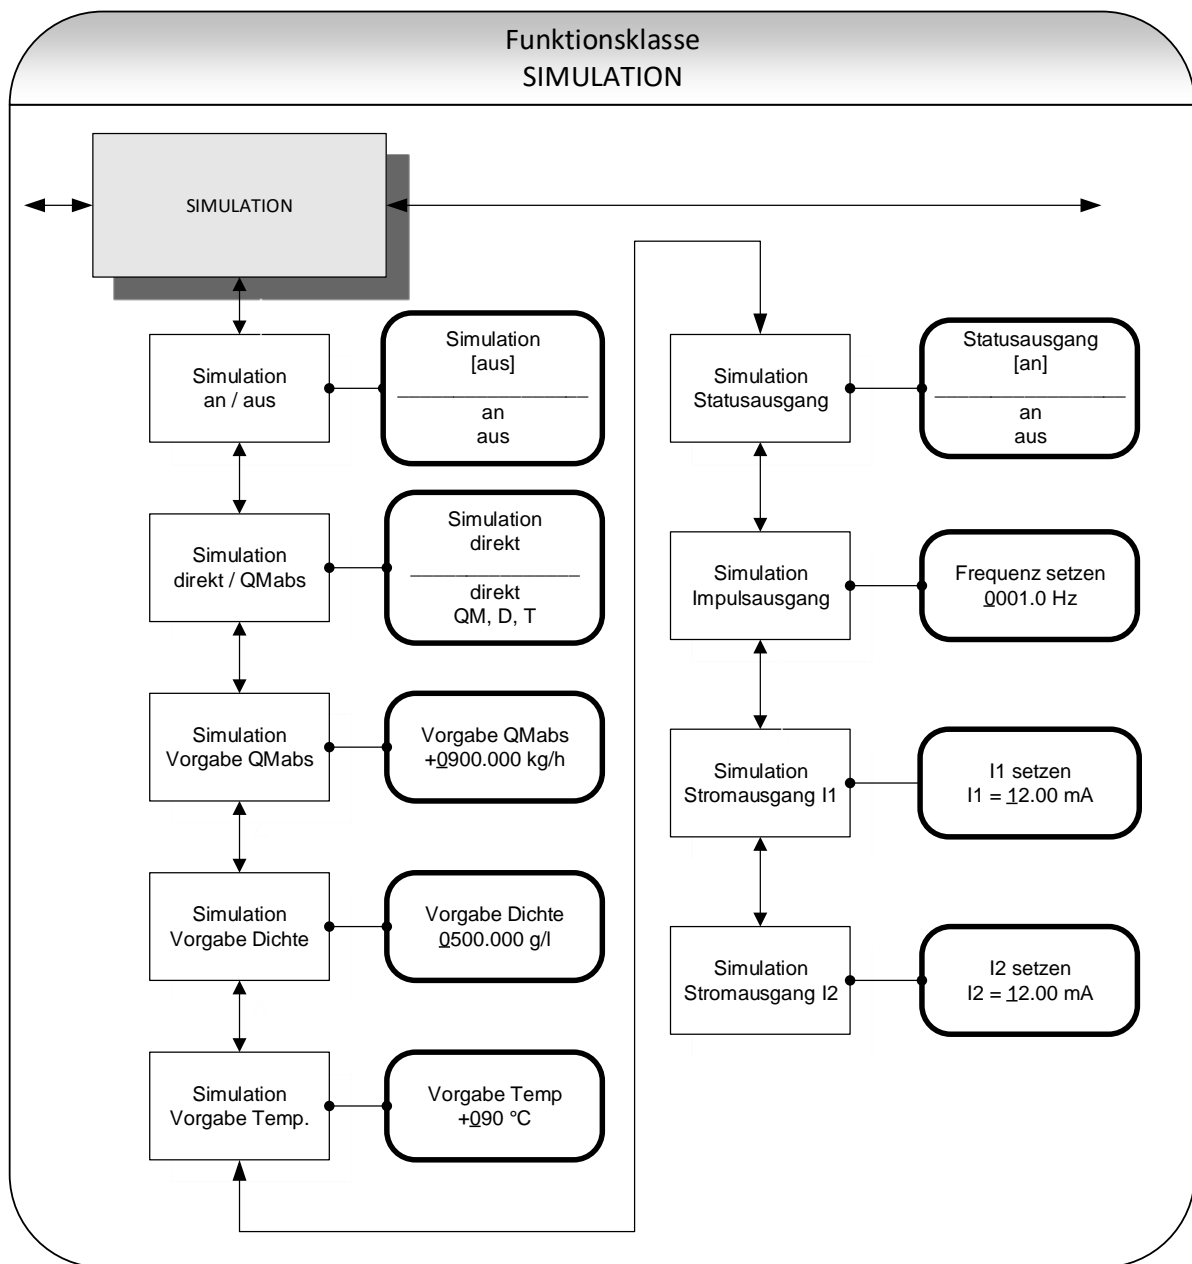 Funktionsklasse
SIMULATION
SIMULATION
Simulation
an / aus
Simulation
[aus]
an
aus
Simulation
direkt / QMabs
Simulation
direkt
direkt
QM, D, T
Simulation
Vorgabe QMabs
Vorgabe QMabs
+0900.000 kg/h
Simulation
Vorgabe Dichte
Vorgabe Dichte
0500.000 g/l
Simulation
Vorgabe Temp.
Vorgabe Temp
+090 °C
Simulation
Statusausgang
Statusausgang
[an]
an
aus
Simulation
Impulsausgang
Frequenz setzen
0001.0 Hz
Simulation
Stromausgang I1
I1 setzen
I1 = 12.00 mA
Simulation
Stromausgang I2
I2 setzen
I2 = 12.00 mA